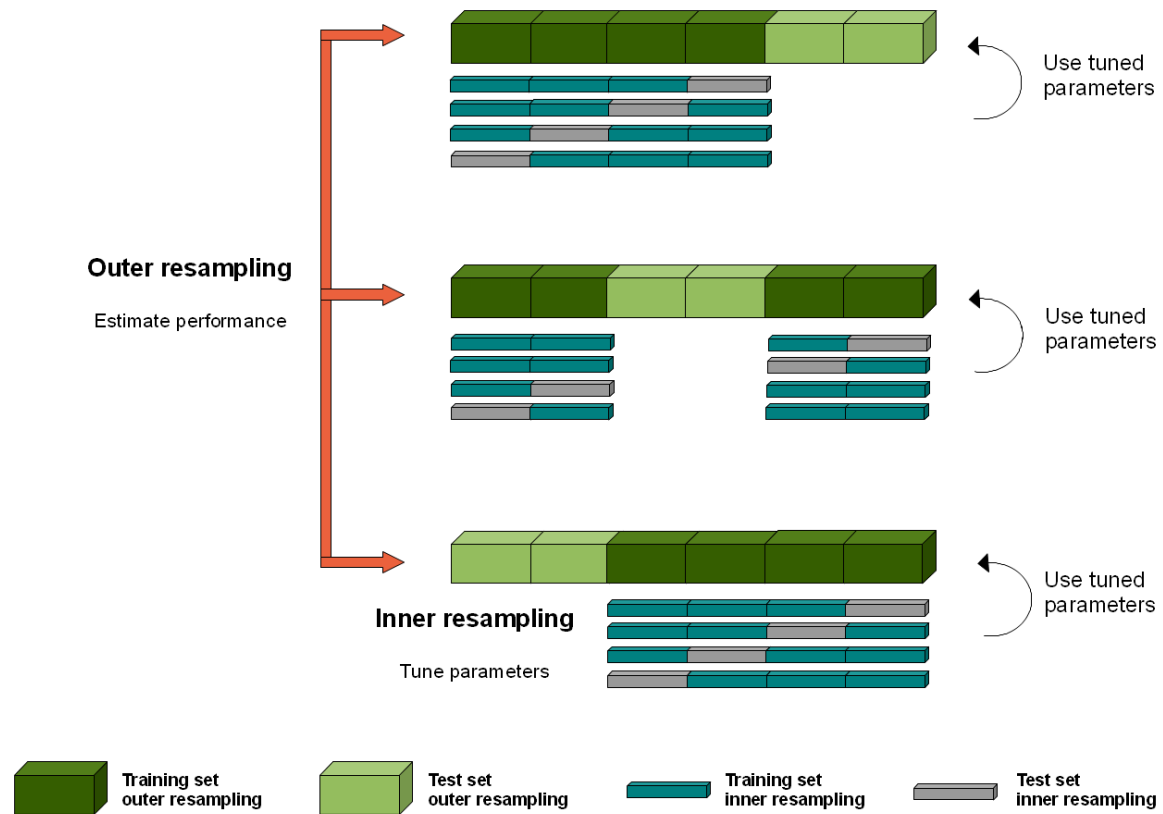 Use tuned
parameters
Outer resampling
Estimate performance
Use tuned
parameters
Inner resampling
Tune parameters
Use tuned
parameters
Training set
outer resampling
Test set
outer resampling
Training set
inner resampling
Test set
inner resampling